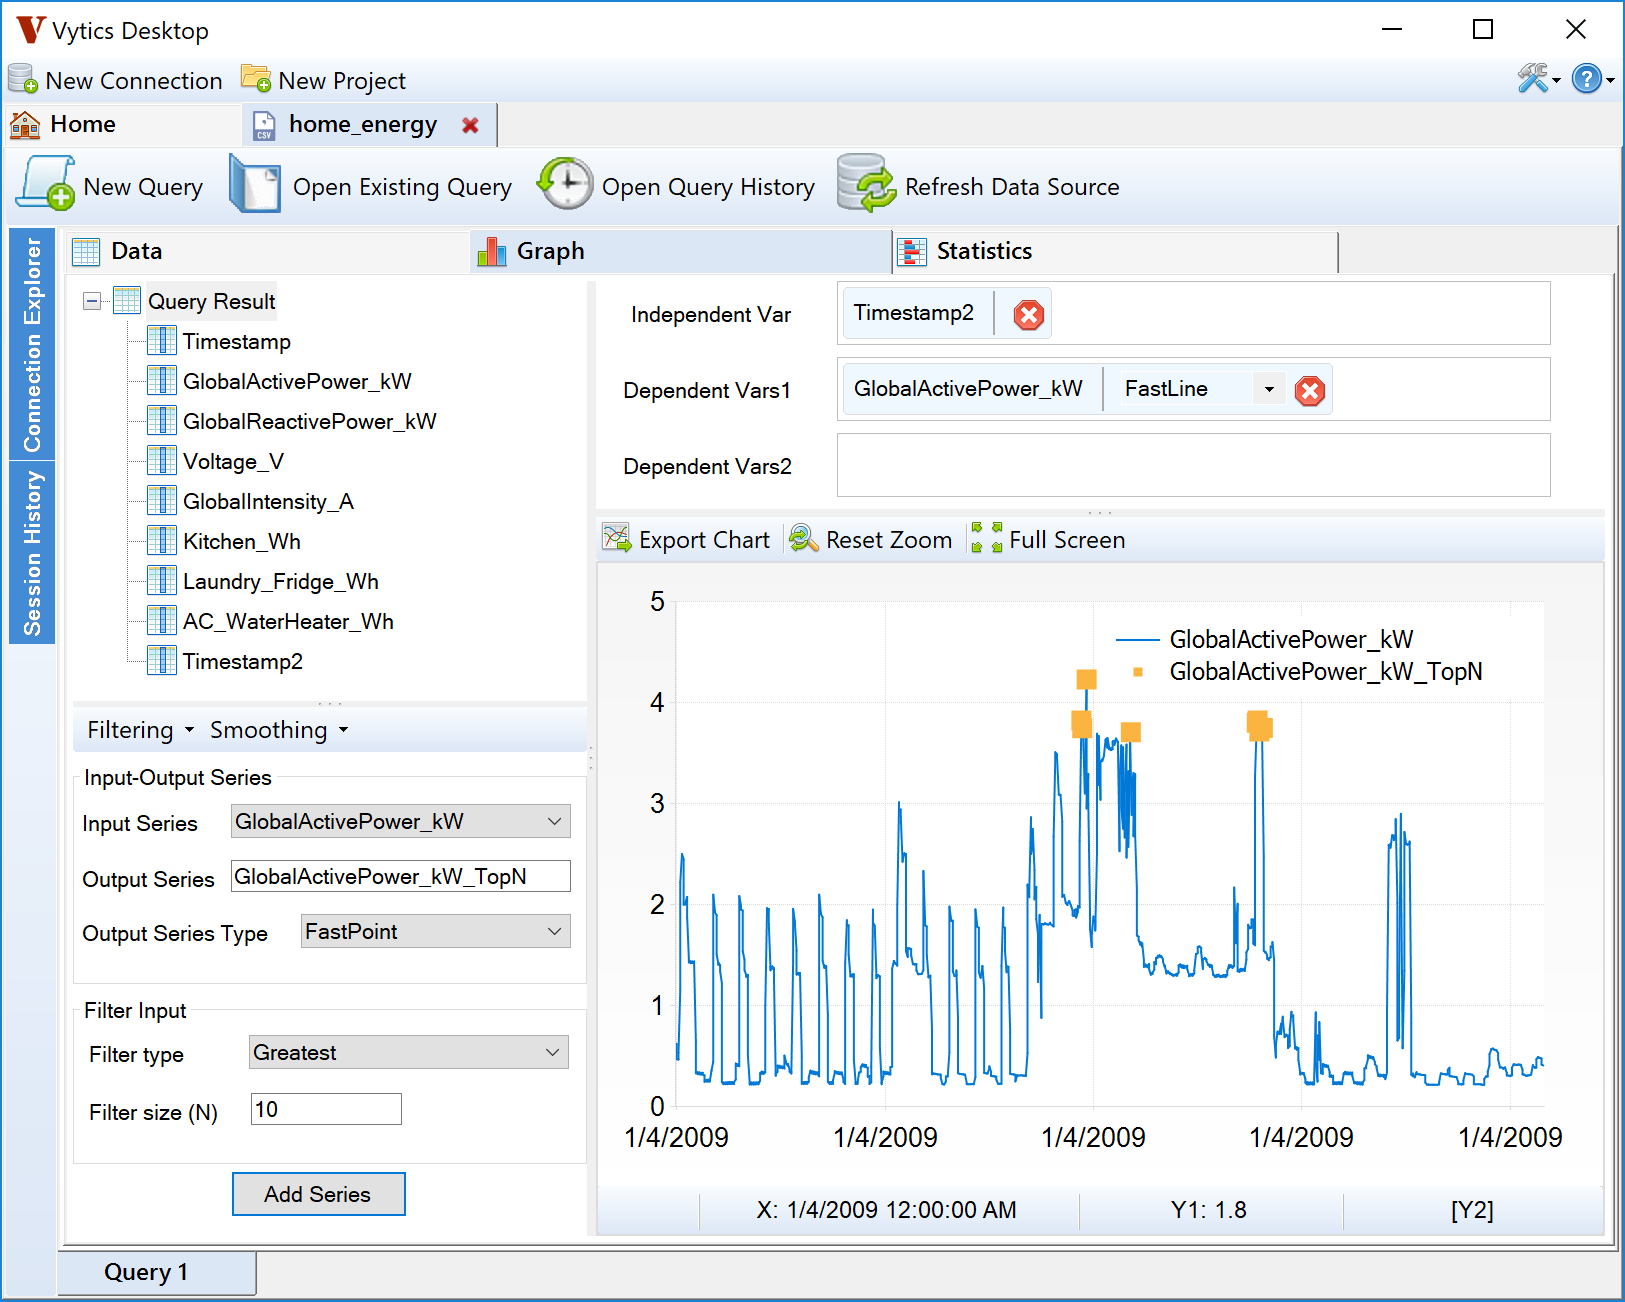 Vytics Desktop
New Connection New Project
Home home_energy
New Query Open Existing Query Open Query History Refresh Data Source
Connection Explorer
Session History
Data Graph Statistics
Query Result
Timestamp
GlobalActivePower_kW
GlobalReactivePower_kW
Voltage_V
GlobalIntensity_A
Kitchen_Wh
Laundry_Fridge_Wh
AC_WaterHeater_Wh
Timestamp2
Filtering Smoothing
Input-Output Series
Input Series GlobalActivePower_kW
Output Series GlobalActivePower_kW_TopN
Output Series Type FastPoint
Filter Input
Filter type Greatest
Filter size (N) 10
Add Series
Independent Var Timestamp2
Dependent Vars1 GlobalActivePower_kW FastLine
Dependent Vars2
Export Chart Reset Zoom Full Screen
GlobalActivePower_kW
GlobalActivePower_kW_TopN
5
4
3
2
1
0
1/4/2009 1/4/2009 1/4/2009 1/4/2009 1/4/2009
X: 1/4/2009 12:00:00 AM Y1: 1.8 [Y2]
Query 1